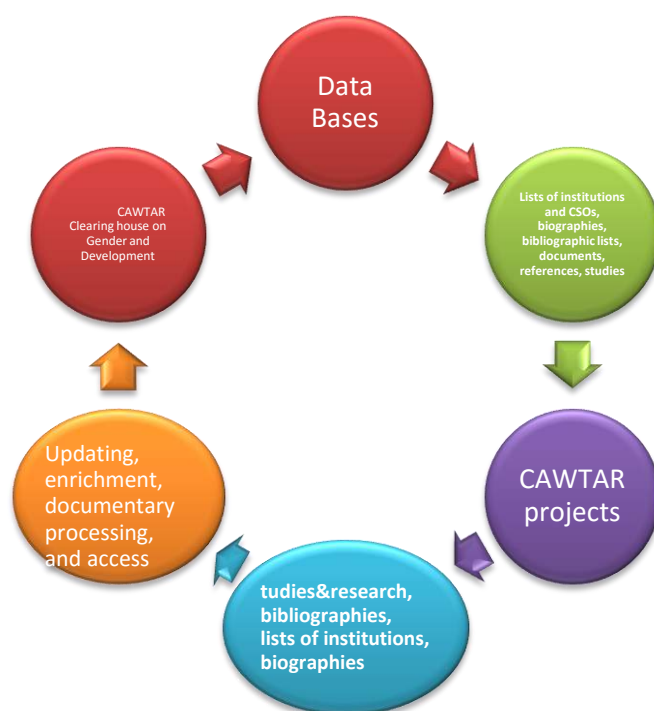 Data
Bases
Lists of institutions
and CSOs,
biographies,
bibliographic lists,
documents,
references, studies
CAWTAR
projects
tudies&research,
bibliographies,
lists of institutions,
biographies
Updating,
enrichment,
documentary
processing,
and access
CAWTAR
Clearing house on
Gender and
Development